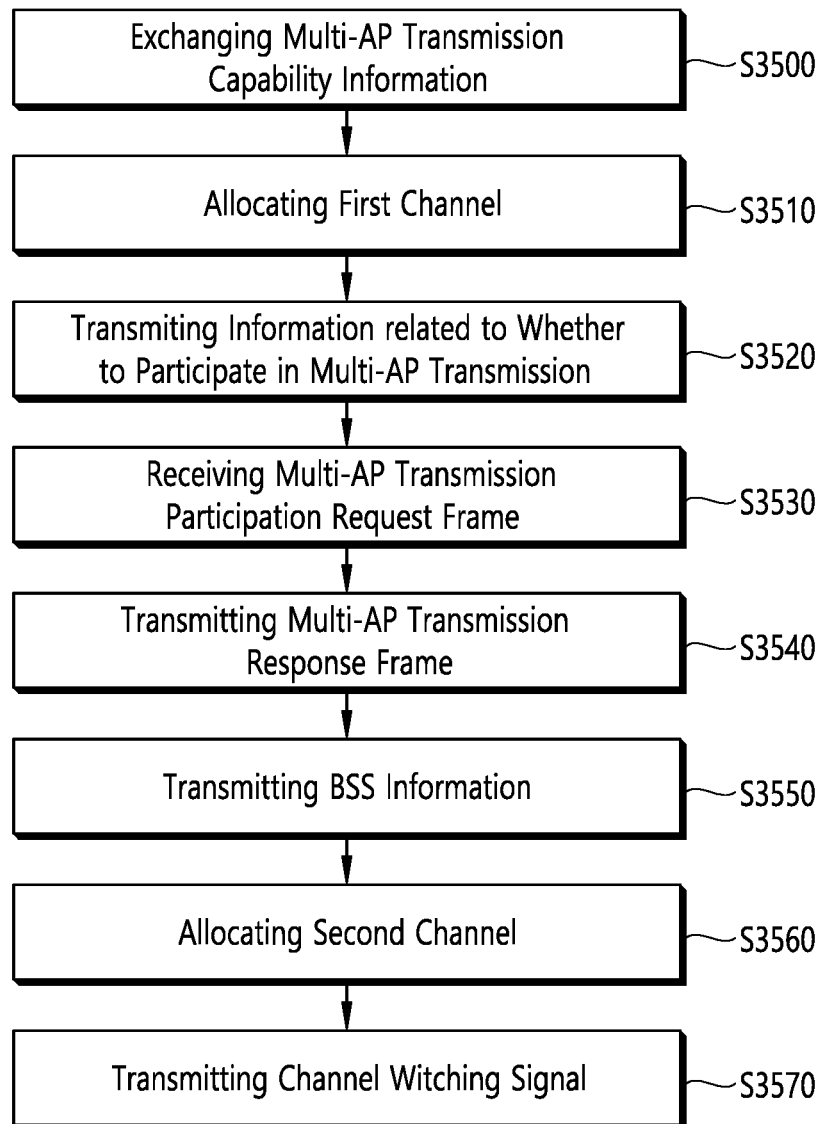 Exchanging Multi-AP Transmission
Capability Information
S3500
Allocating First Channel
S3510
Transmiting Information related to Whether
to Participate in Multi-AP Transmission
S3520
Receiving Multi-AP Transmission
Participation Request Frame
S3530
Transmitting Multi-AP Transmission
Response Frame
S3540
Transmitting BSS Information
S3550
Allocating Second Channel
S3560
Transmitting Channel Witching Signal
S3570